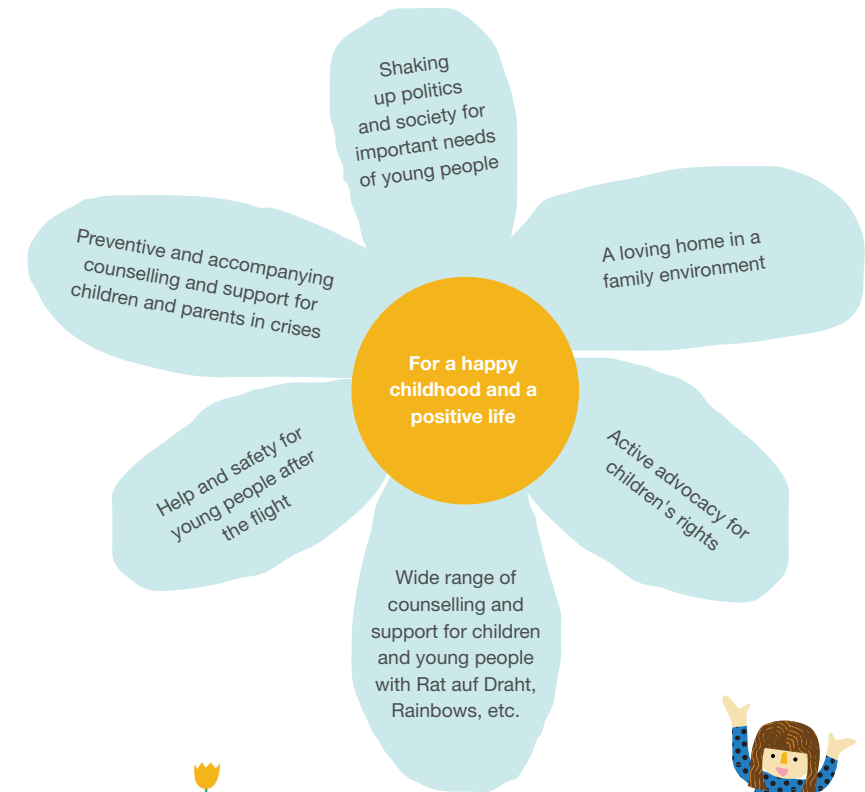 Shaking
up politics
and society for
important needs
of young people
A loving home in a
family environment
Preventive and accompanying
counselling and support for
children and parents in crises
For a happy
childhood and a
positive life
Help and safety for
young people after
the flight
Active advocacy for
children's rights
Wide range of
counselling and
support for children
and young people
with Rat auf Draht,
Rainbows, etc.